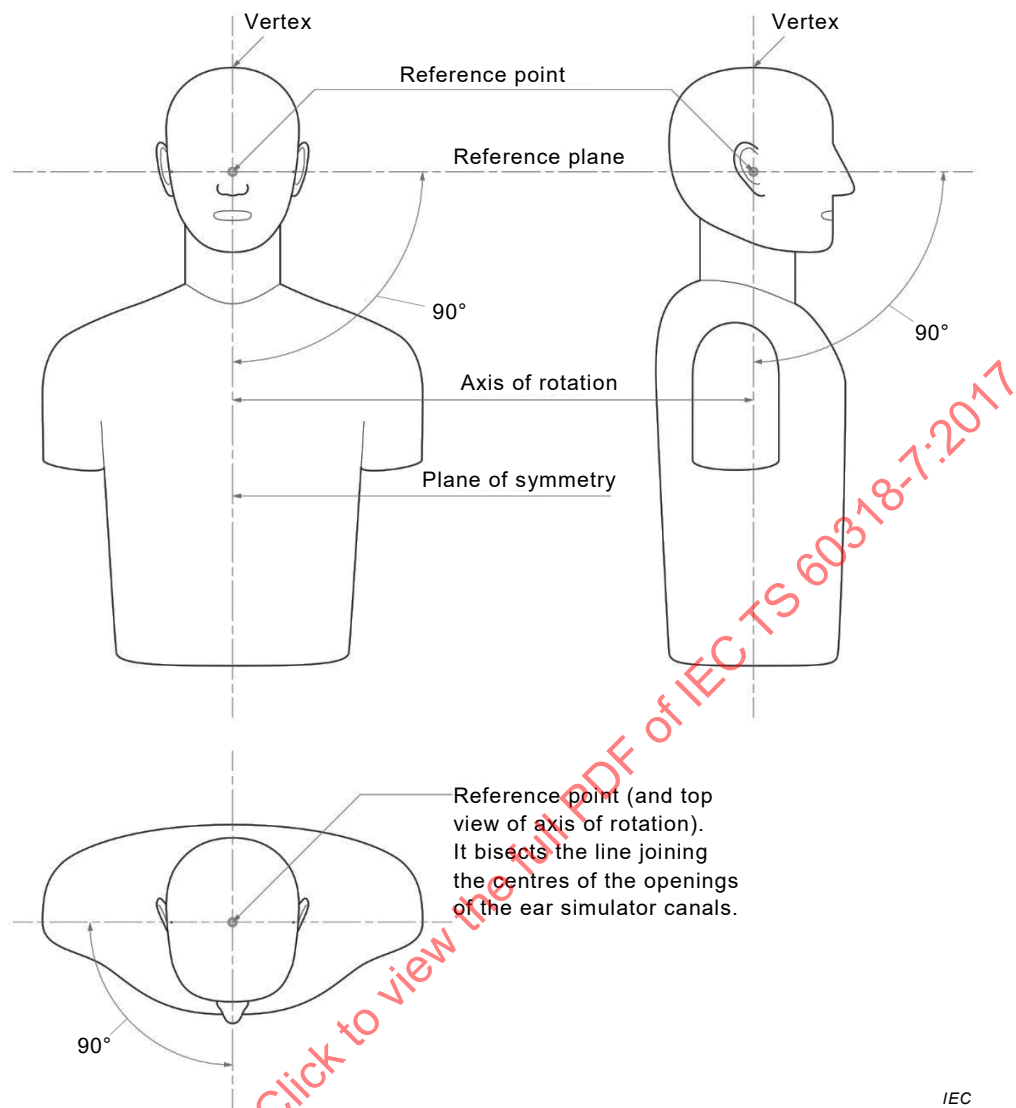 Vertex
Vertex
Reference point
Reference plane
90°
90°
Axis of rotation
Plane of symmetry
Reference point (and top
view of axis of rotation).
It bisects the line joining
the centres of the openings
of the ear simulator canals.
90°
IEC
Click to view the full PDF of IEC TS 60318-7:2017